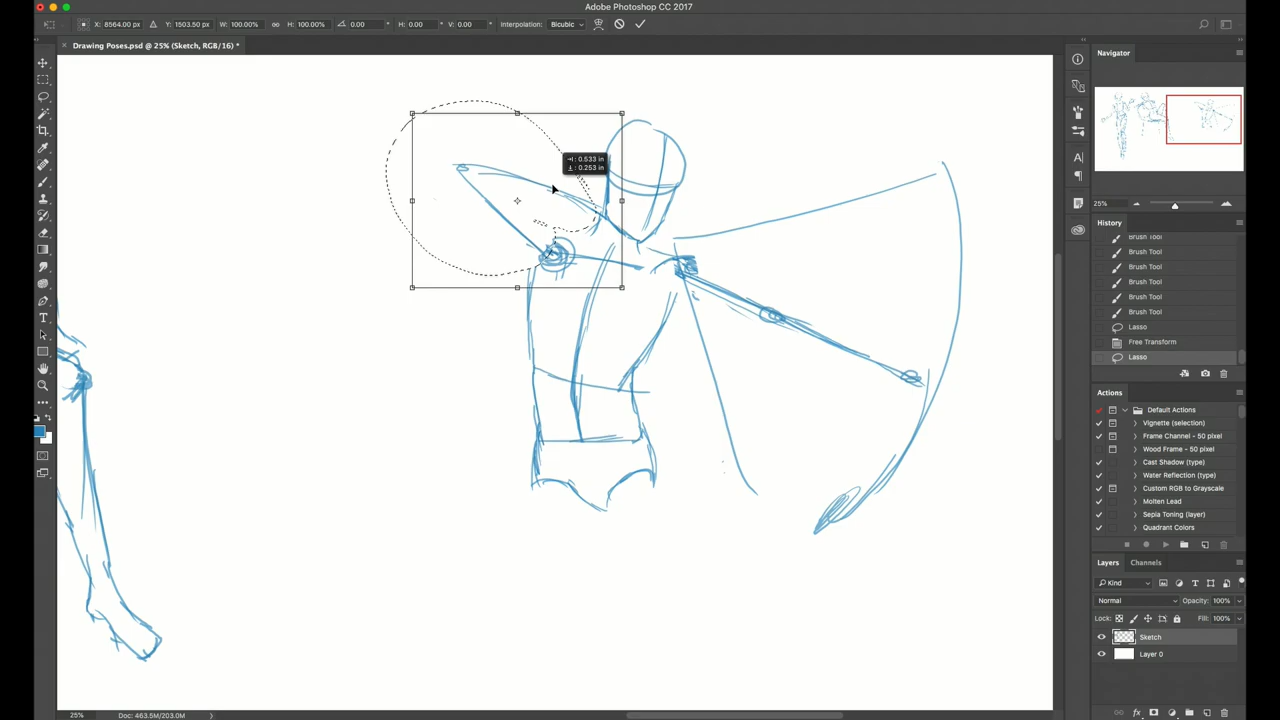 Adobe Photoshop CC 2017
X: 8564.00 px Y: 1503.50 px W: 100.00% H: 100.00% 0.00 ° H: 0.00 ° V: 0.00 ° Interpolation: Bicubic
× Drawing Poses.psd @ 25% (Sketch, RGB/16) *
: 0.533 in
: 0.253 in
Navigator
25%
History
Brush Tool
Brush Tool
Brush Tool
Brush Tool
Brush Tool
Brush Tool
Lasso
Free Transform
Lasso
Actions
Default Actions
Vignette (selection)
Frame Channel - 50 pixel
Wood Frame - 50 pixel
Cast Shadow (type)
Water Reflection (type)
Custom RGB to Grayscale
Molten Lead
Sepia Toning (layer)
Quadrant Colors
Layers Channels
Kind
Normal Opacity: 100%
Lock: Fill: 100%
Sketch
Layer 0
25% Doc: 463.5M/203.0M